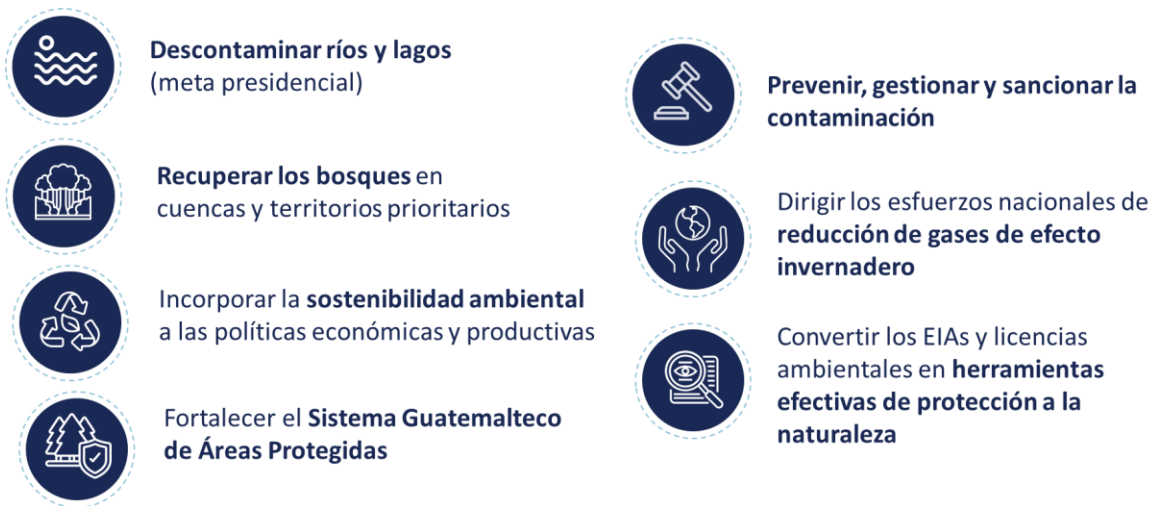 Descontaminar ríos y lagos
(meta presidencial)
Recuperar los bosques en
cuencas y territorios prioritarios
Incorporar la sostenibilidad ambiental
a las políticas económicas y productivas
Fortalecer el Sistema Guatemalteco
de Áreas Protegidas
Prevenir, gestionar y sancionar la
contaminación
Dirigir los esfuerzos nacionales de
reducción de gases de efecto
invernadero
Convertir los EIAs y licencias
ambientales en herramientas
efectivas de protección a la
naturaleza